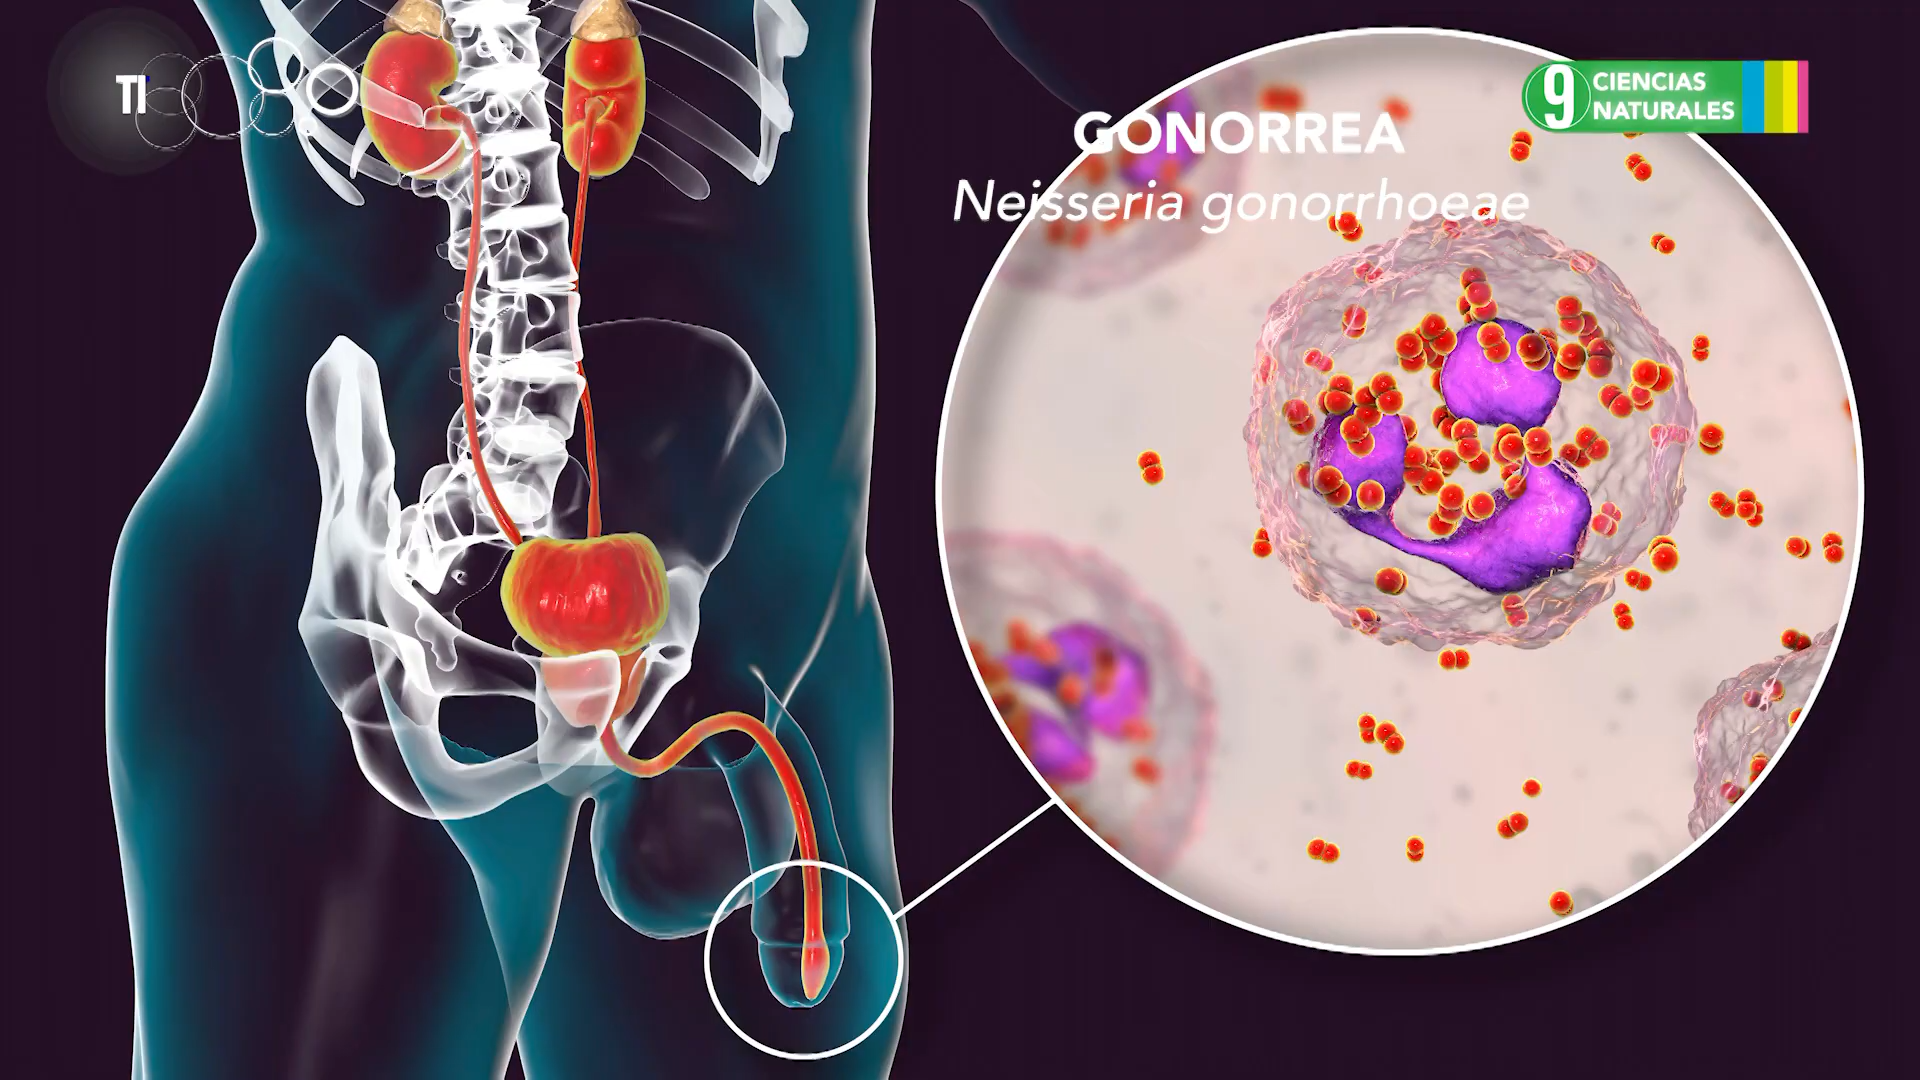 TI
GONORREA
Neisseria gonorrhoeae
9 CIENCIAS
NATURALES